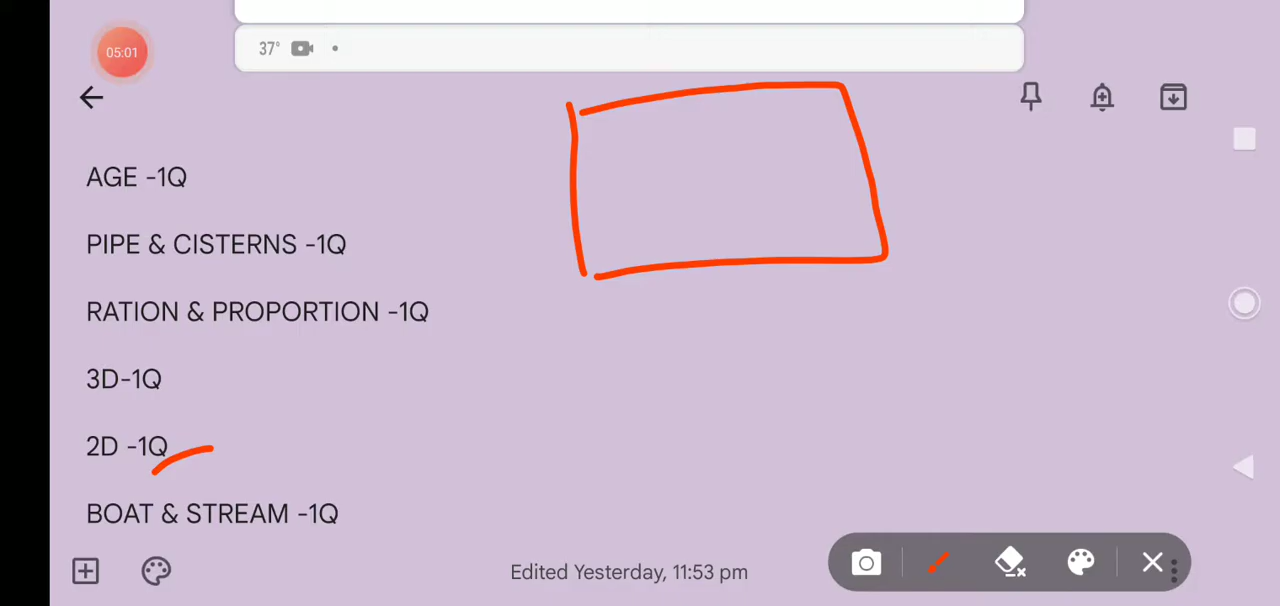 05:01
37° •
AGE -1Q
PIPE & CISTERNS -1Q
RATION & PROPORTION -1Q
3D-1Q
2D -1Q
BOAT & STREAM -1Q
Edited Yesterday, 11:53 pm